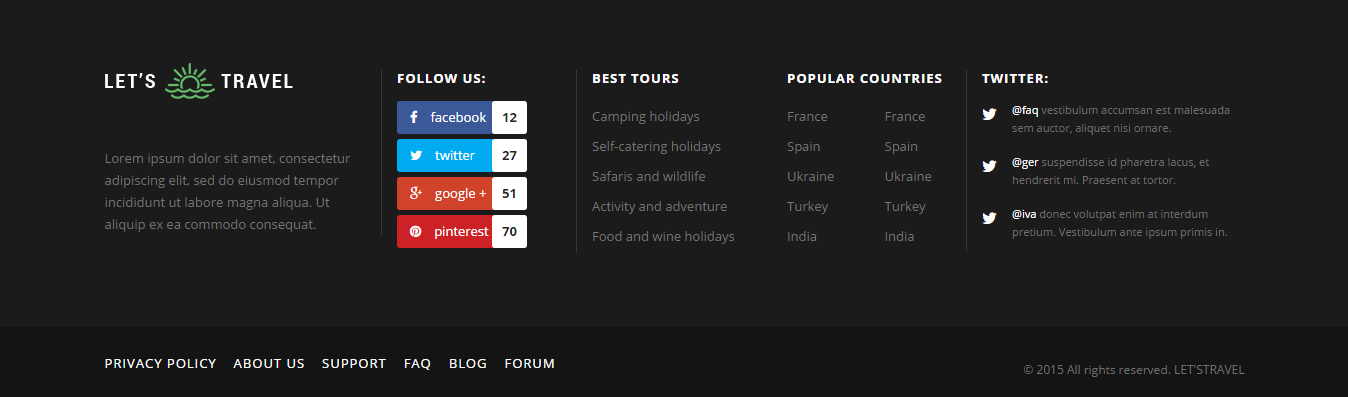 LET'S TRAVEL
Lorem ipsum dolor sit amet, consectetur
adipiscing elit, sed do eiusmod tempor
incididunt ut labore magna aliqua. Ut
aliquip ex ea commodo consequat.
FOLLOW US:
facebook 12
twitter 27
google + 51
pinterest 70
BEST TOURS
Camping holidays
Self-catering holidays
Safaris and wildlife
Activity and adventure
Food and wine holidays
POPULAR COUNTRIES
France France
Spain Spain
Ukraine Ukraine
Turkey Turkey
India India
TWITTER:
@faq vestibulum accumsan est malesuada
sem auctor, aliquet nisi ornare.
@ger suspendisse id pharetra lacus, et
hendrerit mi. Praesent at tortor.
@iva donec volutpat enim at interdum
pretium. Vestibulum ante ipsum primis in.
PRIVACY POLICY ABOUT US SUPPORT FAQ BLOG FORUM
© 2015 All rights reserved. LET'STRAVEL